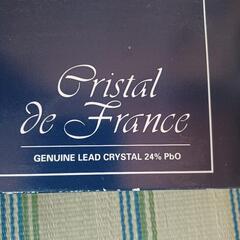 Cristal
de France
GENUINE LEAD CRYSTAL 24% PbO